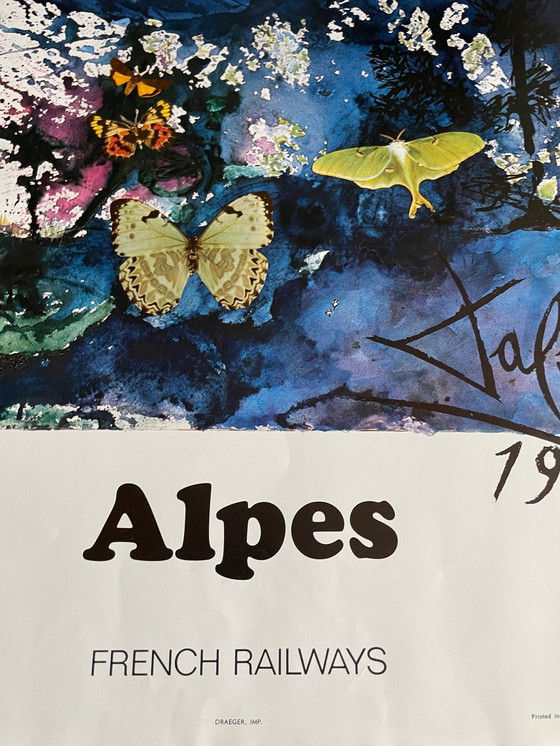 19
Alpes
FRENCH RAILWAYS
DRAEGER, IMP.
Printed in